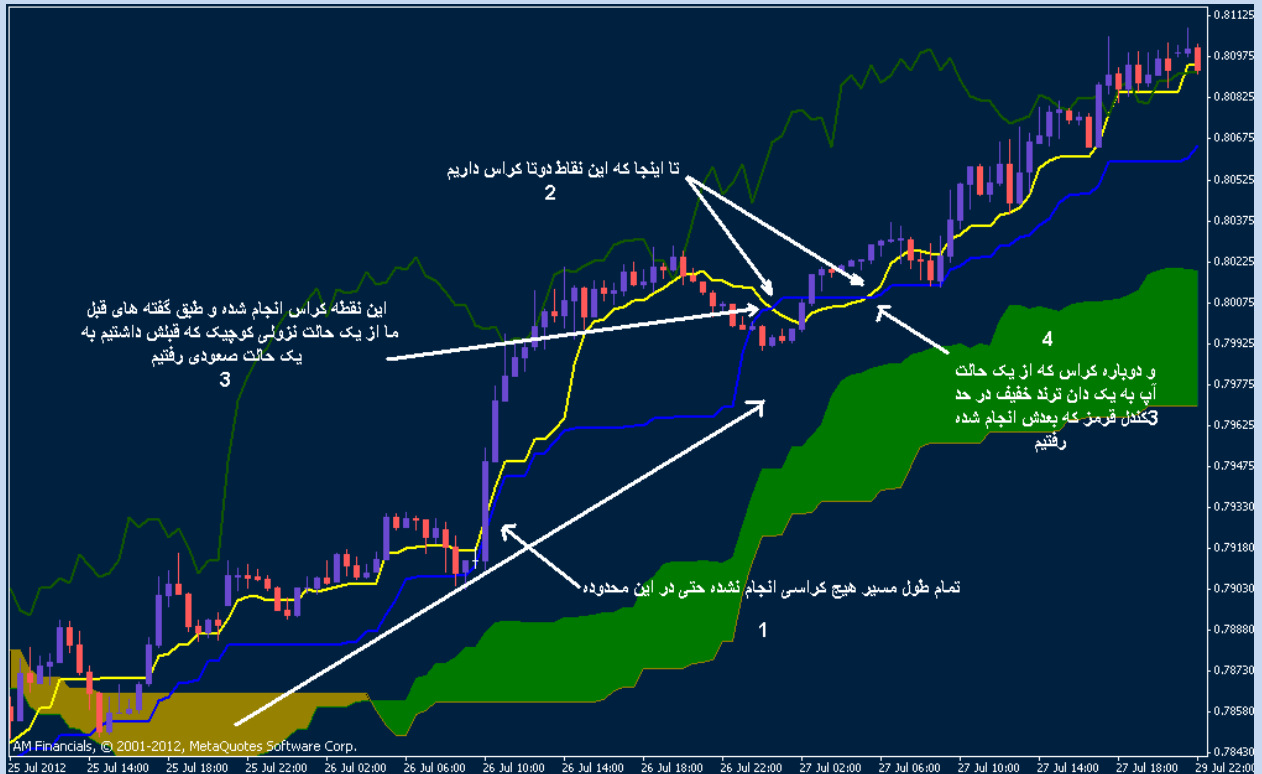 تا اینجا که این نقاط دوتا کراس داریم
2
این نقطه کراس انجام شده و طبق گفته های قبل
ما از یک حالت نزولی کوچیک که قبلش داشتیم به
یک حالت صعودی رفتیم
3
4
و دوباره کراس که از یک حالت
آپ به یک دان ترند خفیف در حد
3کندل قرمز که بعدش انجام شده
رفتیم
تمام طول مسیر هیچ کراسی انجام نشده حتی در این محدوده
1
0.81125
0.80975
0.80825
0.80675
0.80525
0.80375
0.80225
0.80075
0.79925
0.79775
0.79625
0.79475
0.79330
0.79180
0.79030
0.78880
0.78730
0.78580
0.78430
AM Financials, © 2001-2012, MetaQuotes Software Corp.
25 Jul 2012 25 Jul 14:00 25 Jul 18:00 25 Jul 22:00 26 Jul 02:00 26 Jul 06:00 26 Jul 10:00 26 Jul 14:00 26 Jul 18:00 26 Jul 22:00 27 Jul 02:00 27 Jul 06:00 27 Jul 10:00 27 Jul 14:00 27 Jul 18:00 29 Jul 22:00